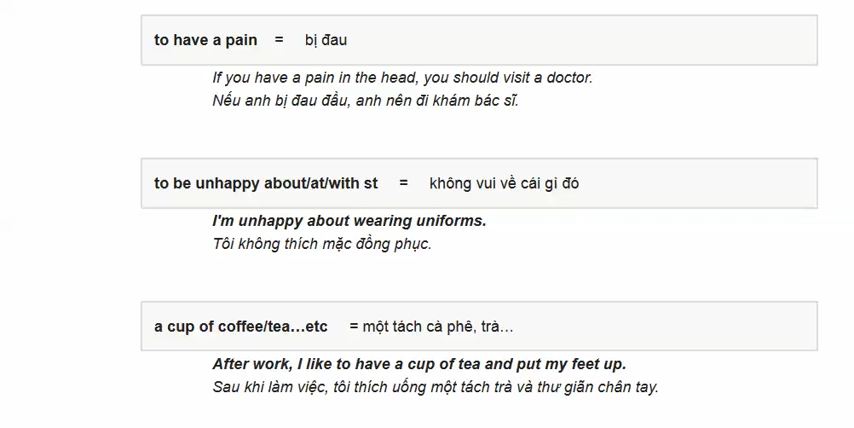 to have a pain = bị đau
If you have a pain in the head, you should visit a doctor.
Nếu anh bị đau đầu, anh nên đi khám bác sĩ.
to be unhappy about/at/with st = không vui về cái gì đó
I'm unhappy about wearing uniforms.
Tôi không thích mặc đồng phục.
a cup of coffee/tea…etc = một tách cà phê, trà…
After work, I like to have a cup of tea and put my feet up.
Sau khi làm việc, tôi thích uống một tách trà và thư giãn chân tay.